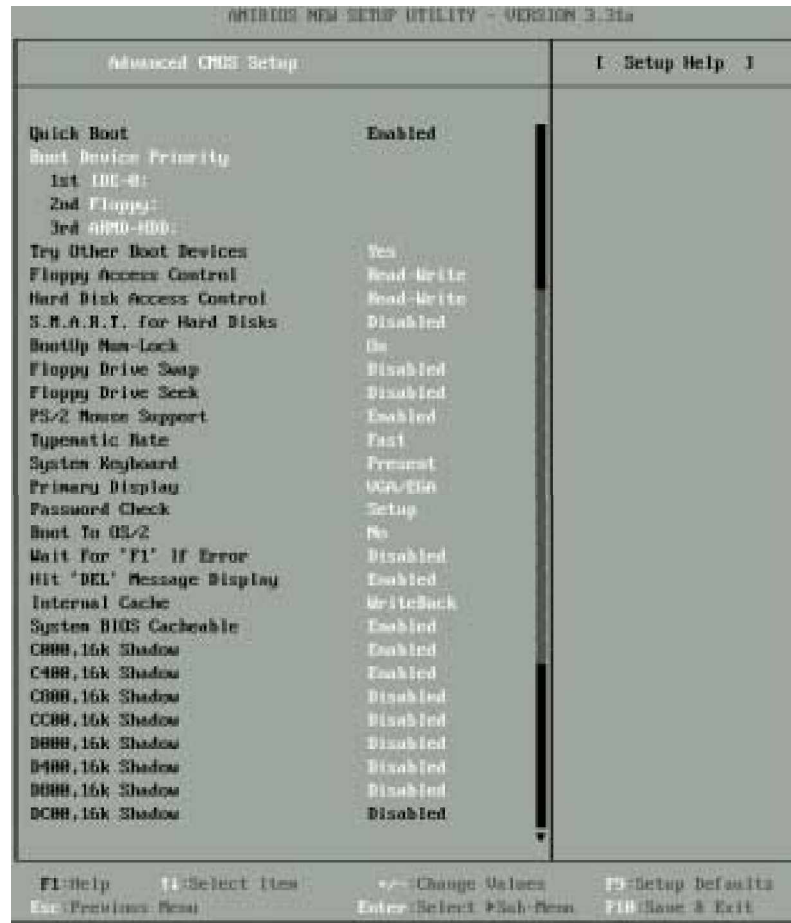 AMIBIOS NEW SETUP UTILITY - VERSION 3.31a
Advanced CMOS Setup
[ Setup Help ]
Quick Boot Enabled
Boot Device Priority
1st IDE-0:
2nd Floppy:
3rd ARMD-HDD:
Try Other Boot Devices Yes
Floppy Access Control Read-Write
Hard Disk Access Control Read-Write
S.M.A.R.T. for Hard Disks Disabled
BootUp Num-Lock On
Floppy Drive Swap Disabled
Floppy Drive Seek Disabled
PS/2 Mouse Support Enabled
Typematic Rate Fast
System Keyboard Present
Primary Display VGA/EGA
Password Check Setup
Boot To OS/2 No
Wait For 'F1' If Error Disabled
Hit 'DEL' Message Display Enabled
Internal Cache WriteBack
System BIOS Cacheable Enabled
C000,16k Shadow Enabled
C400,16k Shadow Enabled
C800,16k Shadow Disabled
CC00,16k Shadow Disabled
D000,16k Shadow Disabled
D400,16k Shadow Disabled
D800,16k Shadow Disabled
DC00,16k Shadow Disabled
F1:Help ↑↓:Select Item +/-:Change Values F9:Setup Defaults
Esc:Previous Menu Enter:Select ▶Sub-Menu F10:Save & Exit